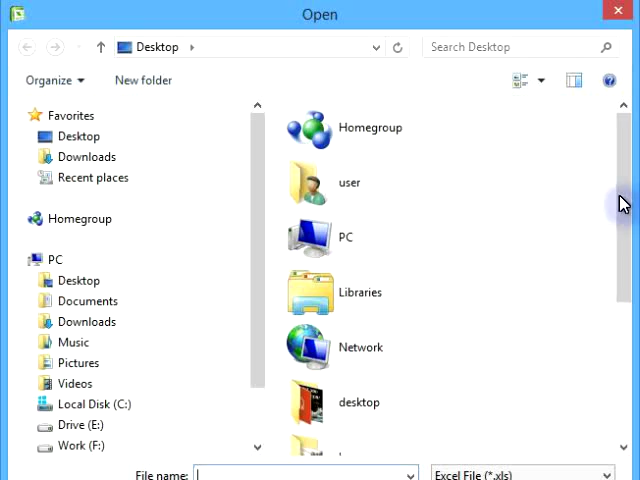 Open
Desktop
Search Desktop
Organize
New folder
Favorites
Desktop
Downloads
Recent places
Homegroup
PC
Desktop
Documents
Downloads
Music
Pictures
Videos
Local Disk (C:)
Drive (E:)
Work (F:)
Homegroup
user
PC
Libraries
Network
desktop
File name:
Excel File (*.xls)